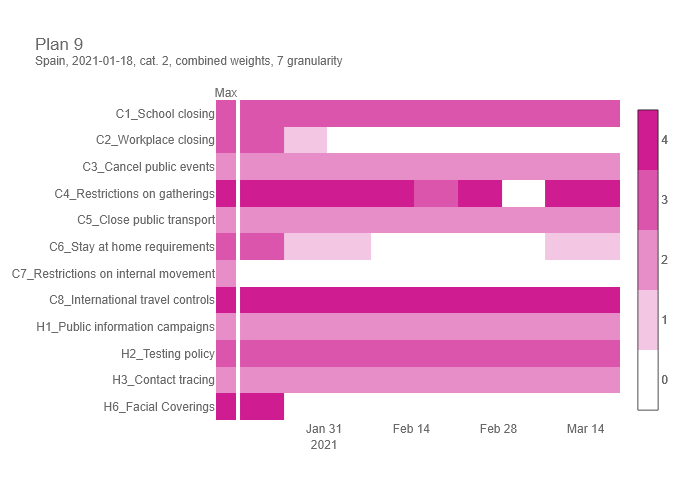 Plan 9
Spain, 2021-01-18, cat. 2, combined weights, 7 granularity
Max
C1_School closing
C2_Workplace closing
C3_Cancel public events
C4_Restrictions on gatherings
C5_Close public transport
C6_Stay at home requirements
C7_Restrictions on internal movement
C8_International travel controls
H1_Public information campaigns
H2_Testing policy
H3_Contact tracing
H6_Facial Coverings
Jan 31 Feb 14 Feb 28 Mar 14
2021
4
3
2
1
0